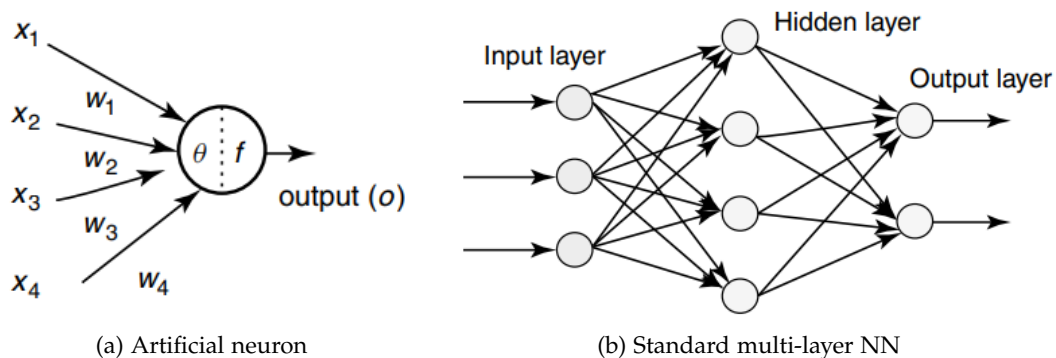 x1
w1
x2
w2
x3
w3
x4
w4
θ f
output (o)
(a) Artificial neuron
Input layer
Hidden layer
Output layer
(b) Standard multi-layer NN